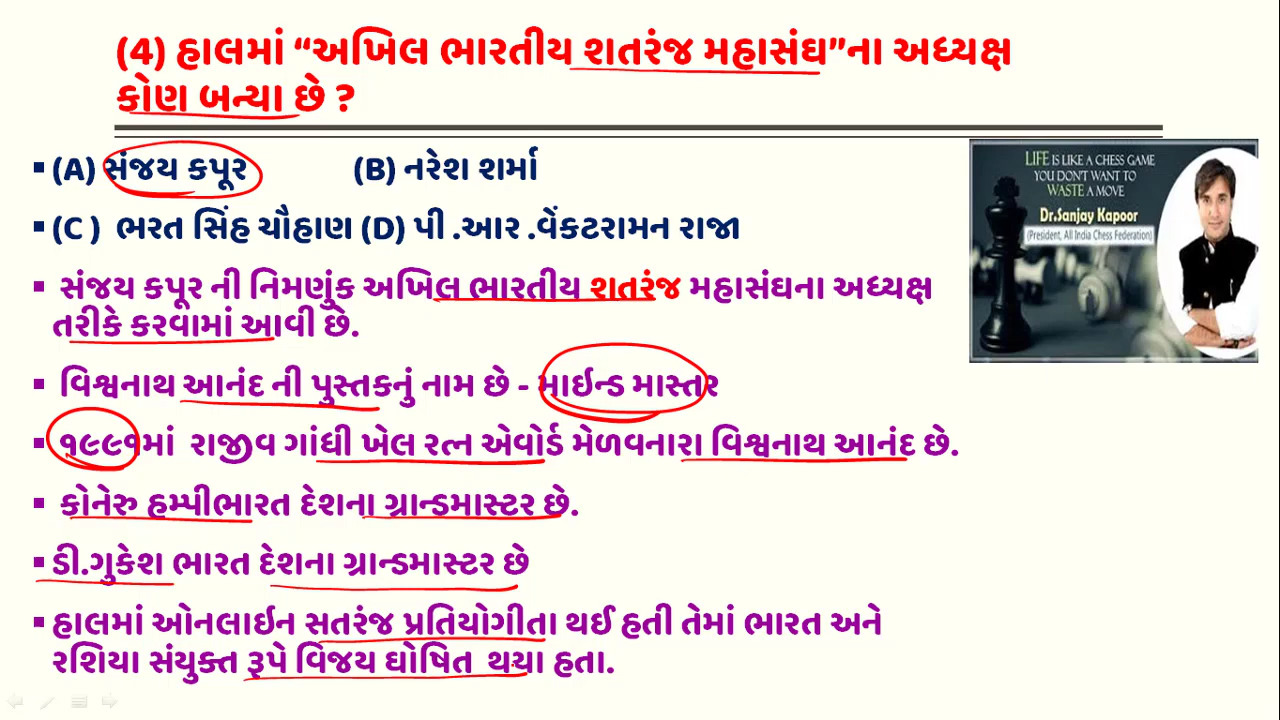 (4) હાલમાં “અખિલ ભારતીય શતરંજ મહાસંઘ”ના અધ્યક્ષ
કોણ બન્યા છે ?
(A) સંજય કપૂર (B) નરેશ શર્મા
(C ) ભરત સિંહ ચૌહાણ (D) પી .આર .વેંકટરામન રાજા
સંજય કપૂર ની નિમણુંક અખિલ ભારતીય શતરંજ મહાસંઘના અધ્યક્ષ
તરીકે કરવામાં આવી છે.
વિશ્વનાથ આનંદ ની પુસ્તકનું નામ છે - માઇન્ડ માસ્તર
૧૯૯૧માં રાજીવ ગાંધી ખેલ રત્ન એવોર્ડ મેળવનારા વિશ્વનાથ આનંદ છે.
કોનેરુ હમ્પીભારત દેશના ગ્રાન્ડમાસ્ટર છે.
ડી.ગુકેશ ભારત દેશના ગ્રાન્ડમાસ્ટર છે
હાલમાં ઓનલાઇન સતરંજ પ્રતિયોગીતા થઈ હતી તેમાં ભારત અને
રશિયા સંયુક્ત રૂપે વિજય ઘોષિત થયા હતા.
LIFE IS LIKE A CHESS GAME
YOU DON'T WANT TO
WASTE A MOVE
Dr.Sanjay Kapoor
(President, All India Chess Federation)